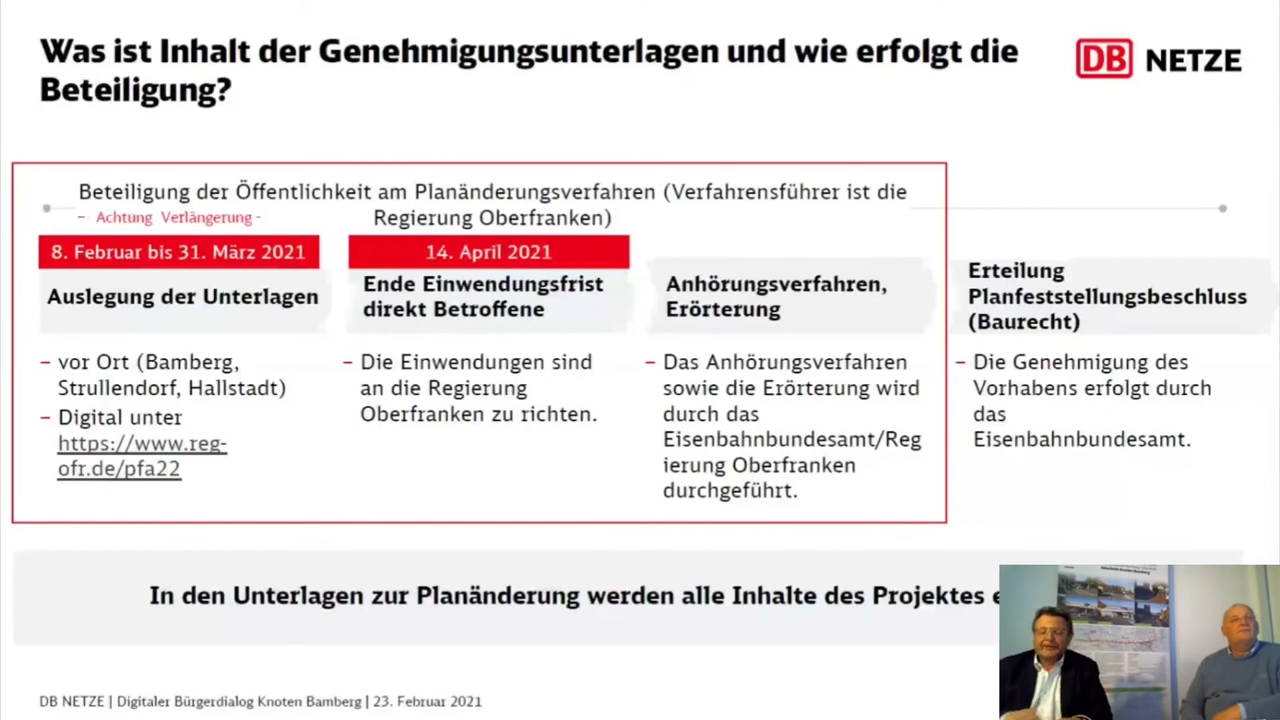 Was ist Inhalt der Genehmigungsunterlagen und wie erfolgt die
Beteiligung?
DB NETZE
Beteiligung der Öffentlichkeit am Planänderungsverfahren (Verfahrensführer ist die
Regierung Oberfranken)
– Achtung Verlängerung -
8. Februar bis 31. März 2021
Auslegung der Unterlagen
– vor Ort (Bamberg,
Strullendorf, Hallstadt)
– Digital unter
https://www.reg-
ofr.de/pfa22
14. April 2021
Ende Einwendungsfrist
direkt Betroffene
– Die Einwendungen sind
an die Regierung
Oberfranken zu richten.
Anhörungsverfahren,
Erörterung
– Das Anhörungsverfahren
sowie die Erörterung wird
durch das
Eisenbahnbundesamt/Reg
ierung Oberfranken
durchgeführt.
Erteilung
Planfeststellungsbeschluss
(Baurecht)
– Die Genehmigung des
Vorhabens erfolgt durch
das
Eisenbahnbundesamt.
In den Unterlagen zur Planänderung werden alle Inhalte des Projektes
DB NETZE | Digitaler Bürgerdialog Knoten Bamberg | 23. Februar 2021